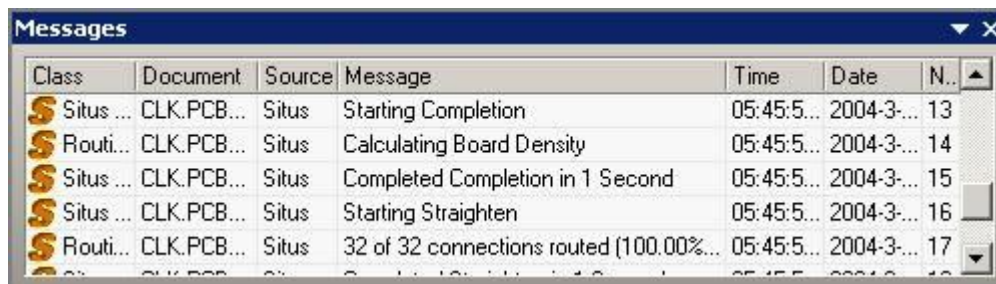 Messages
Class Document Source Message Time Date N..
Situs ... CLK.PCB... Situs Starting Completion 05:45:5... 2004-3-... 13
Routi... CLK.PCB... Situs Calculating Board Density 05:45:5... 2004-3-... 14
Situs ... CLK.PCB... Situs Completed Completion in 1 Second 05:45:5... 2004-3-... 15
Situs ... CLK.PCB... Situs Starting Straighten 05:45:5... 2004-3-... 16
Routi... CLK.PCB... Situs 32 of 32 connections routed (100.00%... 05:45:5... 2004-3-... 17